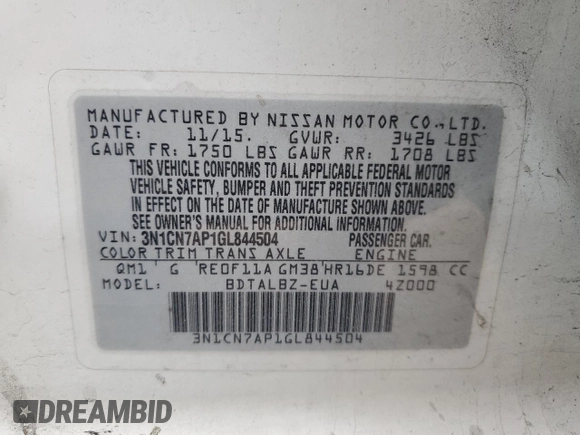 MANUFACTURED BY NISSAN MOTOR CO., LTD.
DATE: 11/15. GVWR: 3426 LBS
GAWR FR: 1750 LBS GAWR RR: 1708 LBS
THIS VEHICLE CONFORMS TO ALL APPLICABLE FEDERAL MOTOR
VEHICLE SAFETY, BUMPER AND THEFT PREVENTION STANDARDS
IN EFFECT ON THE DATE OF MANUFACTURE SHOWN ABOVE.
SEE OWNER'S MANUAL FOR ADDITIONAL INFORMATION.
VIN: 3N1CN7AP1GL844504 PASSENGER CAR.
COLOR TRIM TRANS AXLE ENGINE
QM1 G RE0F11A GM38 HR16DE 1598 CC
MODEL: BDTALBZ-EUA 4Z000
3N1CN7AP1GL844504
DREAMBID